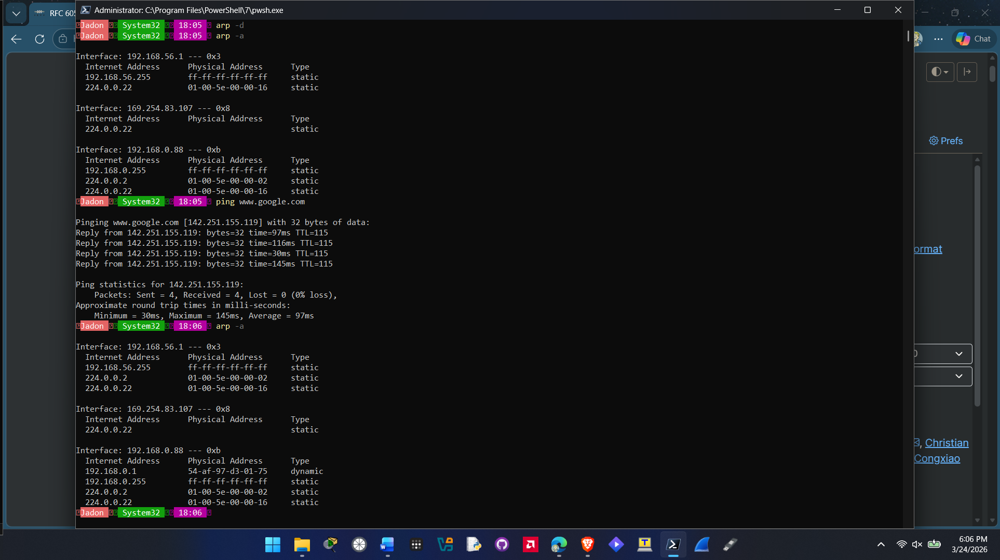 RFC 605
Administrator: C:\Program Files\PowerShell\7\pwsh.exe
Chat
Jadon System32 18:05 arp -d
Jadon System32 18:05 arp -a
Interface: 192.168.56.1 --- 0x3
Internet Address Physical Address Type
192.168.56.255 ff-ff-ff-ff-ff-ff static
224.0.0.22 01-00-5e-00-00-16 static
Interface: 169.254.83.107 --- 0x8
Internet Address Physical Address Type
224.0.0.22 static
Interface: 192.168.0.88 --- 0xb
Internet Address Physical Address Type
192.168.0.255 ff-ff-ff-ff-ff-ff static
224.0.0.2 01-00-5e-00-00-02 static
224.0.0.22 01-00-5e-00-00-16 static
Jadon System32 18:05 ping www.google.com
Pinging www.google.com [142.251.155.119] with 32 bytes of data:
Reply from 142.251.155.119: bytes=32 time=97ms TTL=115
Reply from 142.251.155.119: bytes=32 time=116ms TTL=115
Reply from 142.251.155.119: bytes=32 time=30ms TTL=115
Reply from 142.251.155.119: bytes=32 time=145ms TTL=115
Ping statistics for 142.251.155.119:
Packets: Sent = 4, Received = 4, Lost = 0 (0% loss),
Approximate round trip times in milli-seconds:
Minimum = 30ms, Maximum = 145ms, Average = 97ms
Jadon System32 18:06 arp -a
Interface: 192.168.56.1 --- 0x3
Internet Address Physical Address Type
192.168.56.255 ff-ff-ff-ff-ff-ff static
224.0.0.2 01-00-5e-00-00-02 static
224.0.0.22 01-00-5e-00-00-16 static
Interface: 169.254.83.107 --- 0x8
Internet Address Physical Address Type
224.0.0.22 static
Interface: 192.168.0.88 --- 0xb
Internet Address Physical Address Type
192.168.0.1 54-af-97-d3-01-75 dynamic
192.168.0.255 ff-ff-ff-ff-ff-ff static
224.0.0.2 01-00-5e-00-00-02 static
224.0.0.22 01-00-5e-00-00-16 static
Jadon System32 18:06
Prefs
ormat
, Christian
Congxiao
6:06 PM
3/24/2026